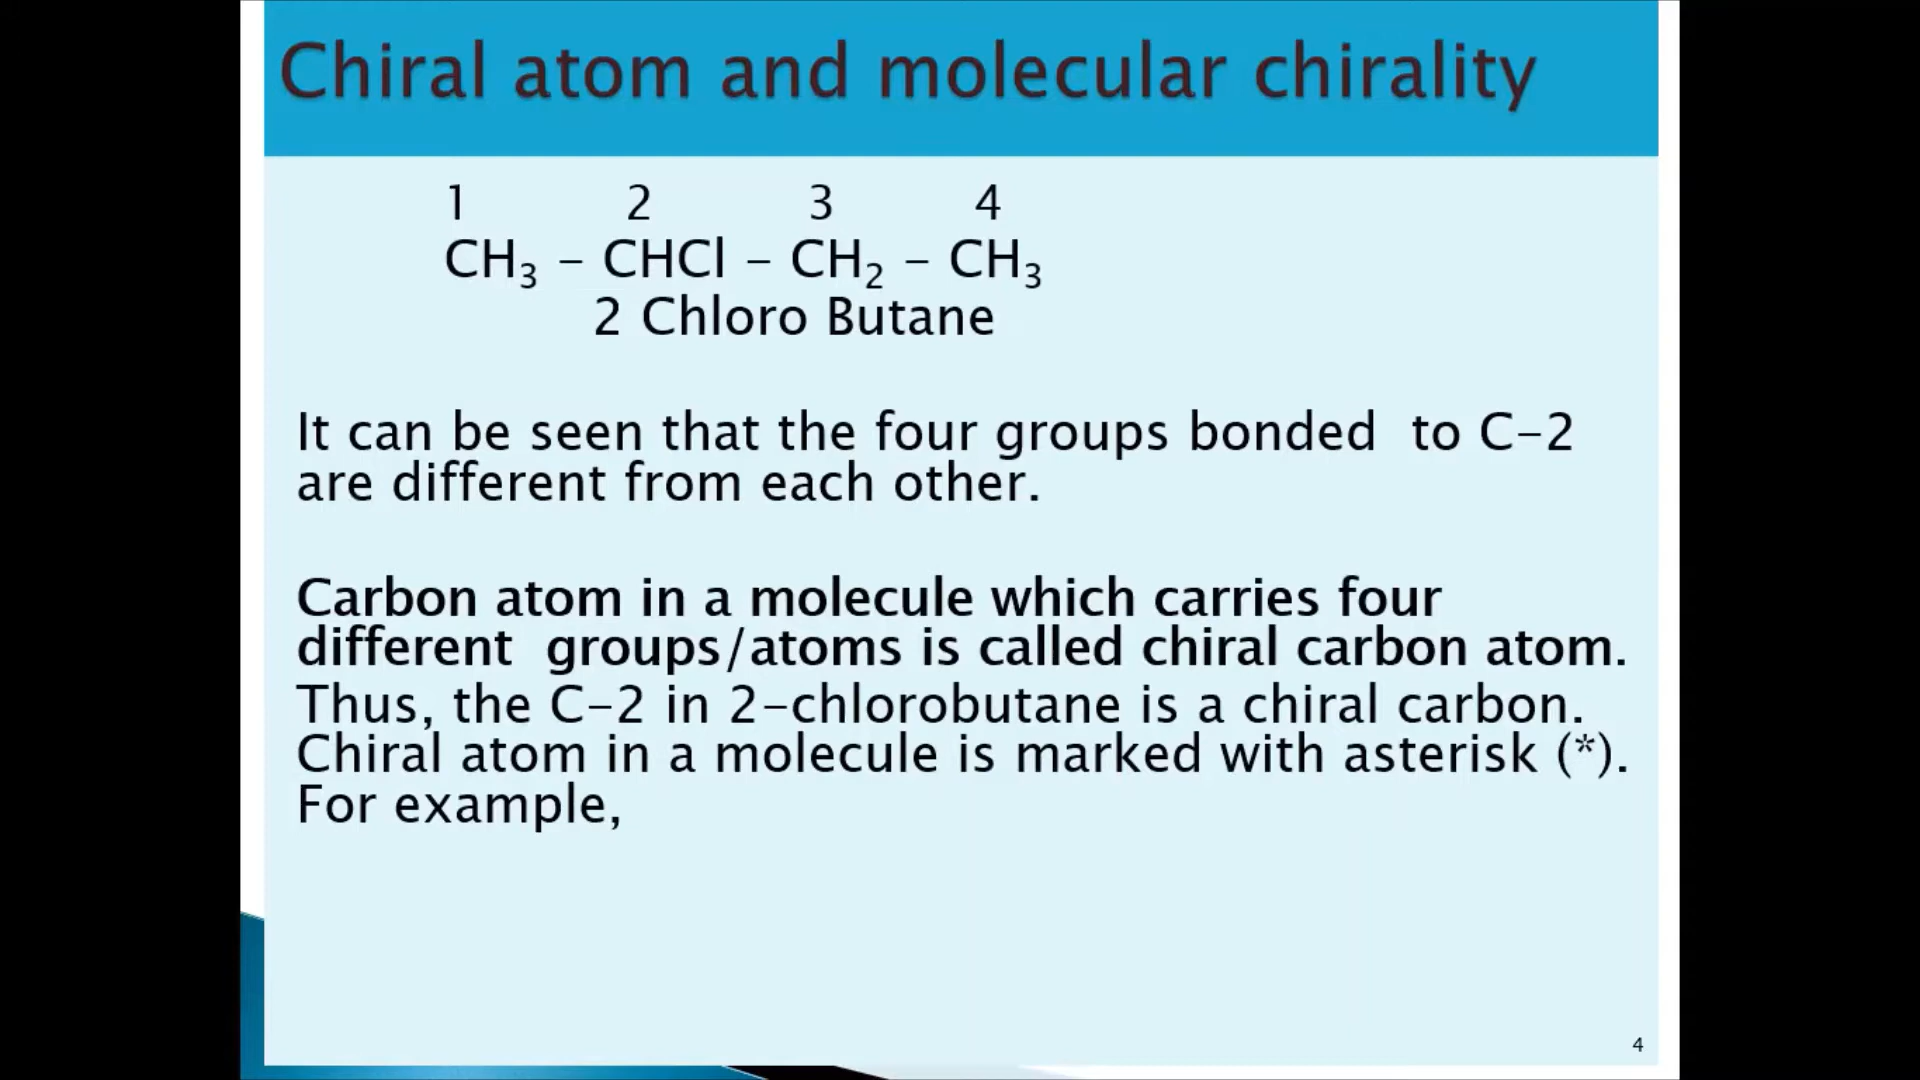 Chiral atom and molecular chirality
1 2 3 4
CH₃ – CHCl – CH₂ – CH₃
2 Chloro Butane
It can be seen that the four groups bonded to C-2
are different from each other.
Carbon atom in a molecule which carries four
different groups/atoms is called chiral carbon atom.
Thus, the C-2 in 2-chlorobutane is a chiral carbon.
Chiral atom in a molecule is marked with asterisk (*).
For example,
4